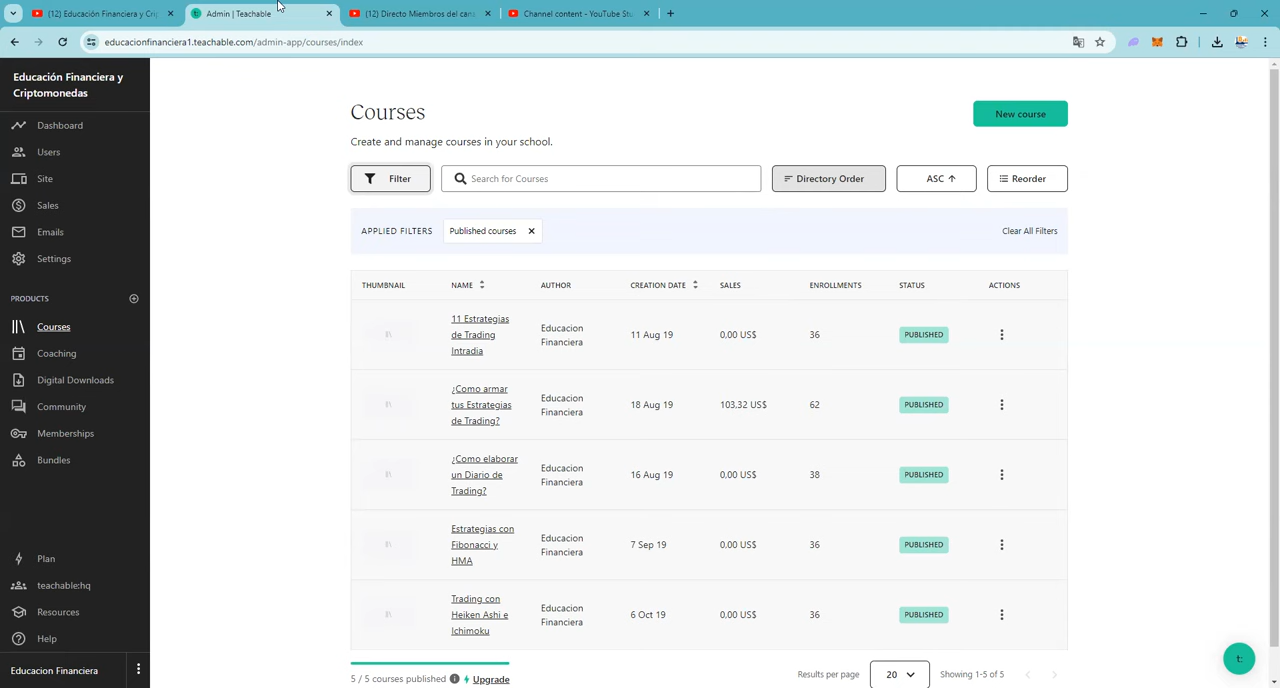 (12) Educación Financiera y Crip
Admin | Teachable
(12) Directo Miembros del cana
Channel content - YouTube Stu
educacionfinanciera1.teachable.com/admin-app/courses/index
Educación Financiera y
Criptomonedas
Dashboard
Users
Site
Sales
Emails
Settings
PRODUCTS
Courses
Coaching
Digital Downloads
Community
Memberships
Bundles
Plan
teachable:hq
Resources
Help
Educacion Financiera
Courses
New course
Create and manage courses in your school.
Filter
Search for Courses
Directory Order
ASC
Reorder
APPLIED FILTERS
Published courses
Clear All Filters
THUMBNAIL NAME AUTHOR CREATION DATE SALES ENROLLMENTS STATUS ACTIONS
11 Estrategias
de Trading
Intradia
Educacion
Financiera
11 Aug 19
0,00 US$
36
PUBLISHED
¿Como armar
tus Estrategias
de Trading?
Educacion
Financiera
18 Aug 19
103,32 US$
62
PUBLISHED
¿Como elaborar
un Diario de
Trading?
Educacion
Financiera
16 Aug 19
0,00 US$
38
PUBLISHED
Estrategias con
Fibonacci y
HMA
Educacion
Financiera
7 Sep 19
0,00 US$
36
PUBLISHED
Trading con
Heiken Ashi e
Ichimoku
Educacion
Financiera
6 Oct 19
0,00 US$
36
PUBLISHED
5 / 5 courses published
Upgrade
Results per page
20
Showing 1-5 of 5
t: